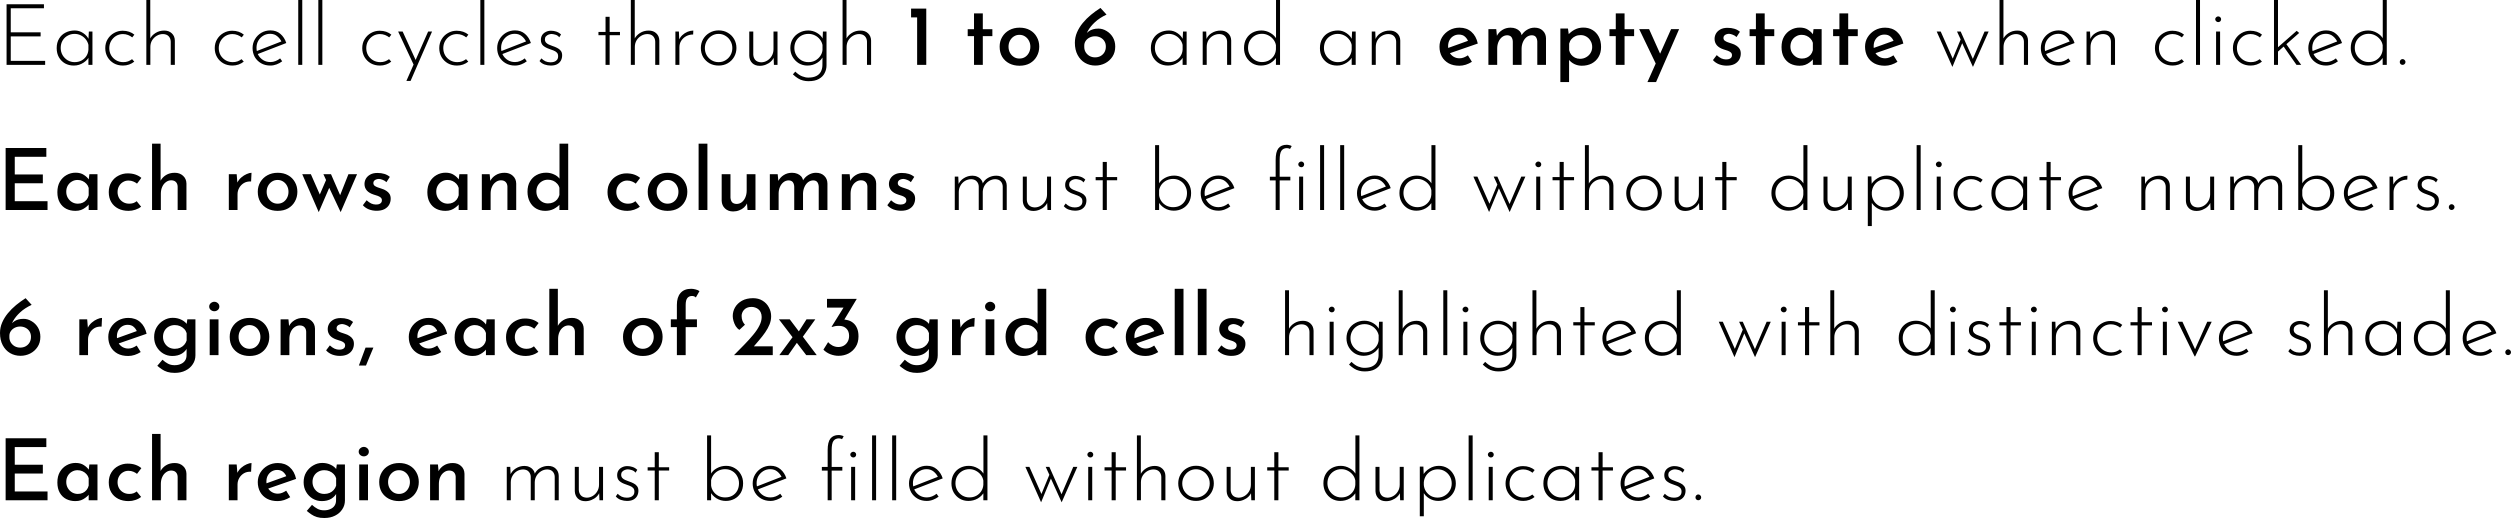 Each cell cycles through 1 to 6 and an empty state when clicked.
Each rows and columns must be filled without duplicate numbers.
6 regions, each of 2x3 grid cells highlighted with distinctive shade.
Each region must be filled without duplicates.